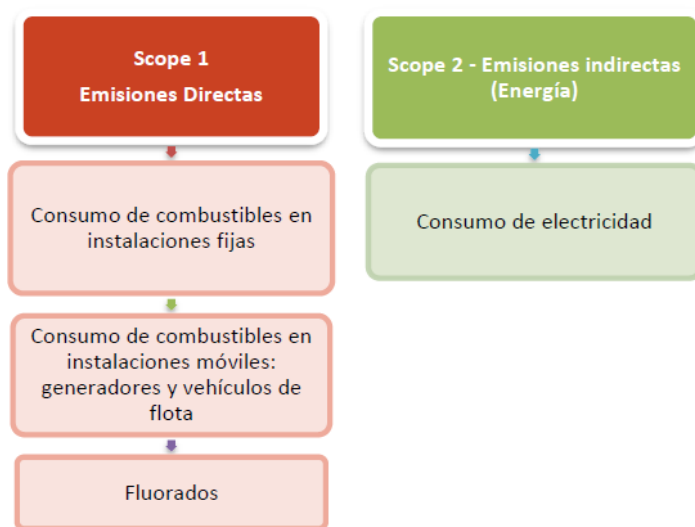 Scope 1
Emisiones Directas
Consumo de combustibles en
instalaciones fijas
Consumo de combustibles en
instalaciones móviles:
generadores y vehículos de
flota
Fluorados
Scope 2 - Emisiones indirectas
(Energía)
Consumo de electricidad